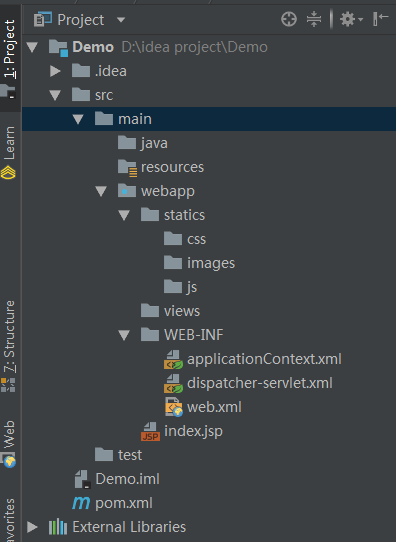 Project
Demo D:\idea project\Demo
.idea
src
main
java
resources
webapp
statics
css
images
js
views
WEB-INF
applicationContext.xml
dispatcher-servlet.xml
web.xml
JSP index.jsp
test
Demo.iml
m pom.xml
External Libraries
1: Project
Learn
7: Structure
Web
avorites